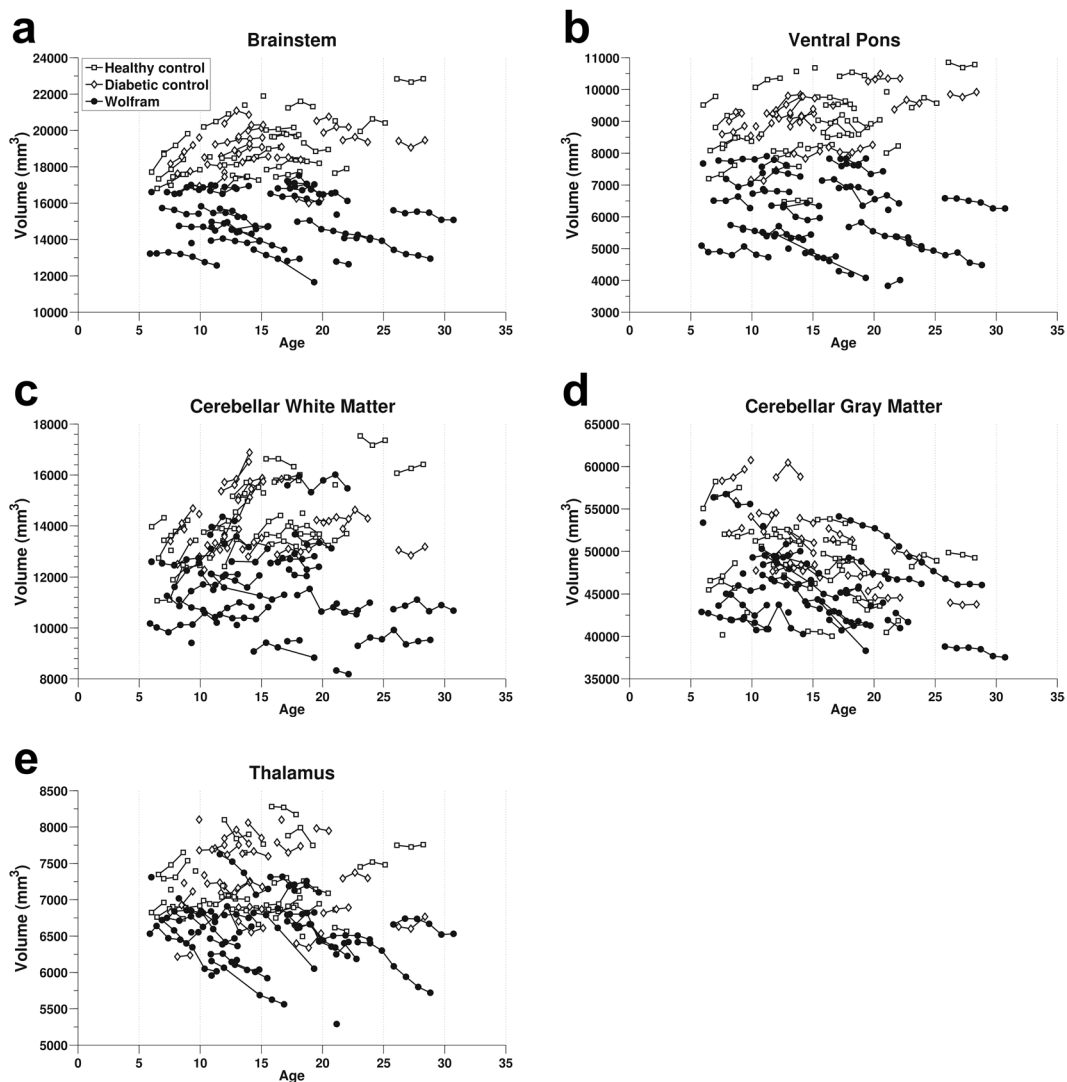 a
Brainstem
Healthy control
Diabetic control
Wolfram
Volume (mm³)
24000
22000
20000
18000
16000
14000
12000
10000
0 5 10 15 20 25 30 35
Age
b
Ventral Pons
Volume (mm³)
11000
10000
9000
8000
7000
6000
5000
4000
3000
0 5 10 15 20 25 30 35
Age
c
Cerebellar White Matter
Volume (mm³)
18000
16000
14000
12000
10000
8000
0 5 10 15 20 25 30 35
Age
d
Cerebellar Gray Matter
Volume (mm³)
65000
60000
55000
50000
45000
40000
35000
0 5 10 15 20 25 30 35
Age
e
Thalamus
Volume (mm³)
8500
8000
7500
7000
6500
6000
5500
5000
0 5 10 15 20 25 30 35
Age